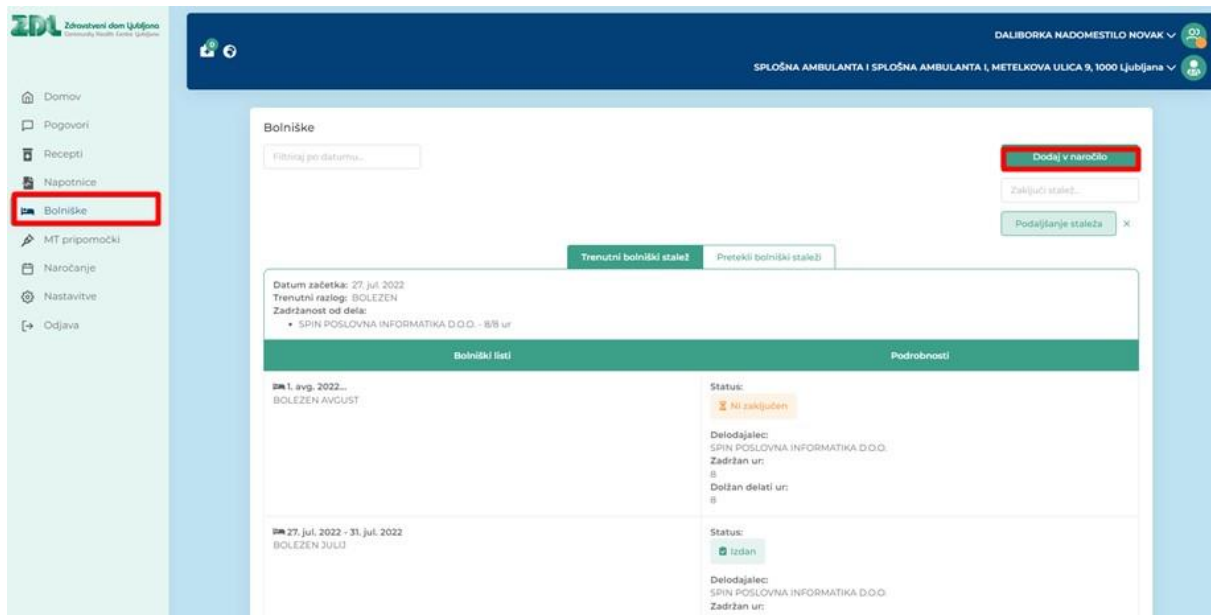 ZDL Zdravstveni dom Ljubljana
Community Health Centre Ljubljana
0
DALIBORKA NADOMESTILO NOVAK
SPLOŠNA AMBULANTA I SPLOŠNA AMBULANTA I, METELKOVA ULICA 9, 1000 Ljubljana
Domov
Pogovori
Recepti
Napotnice
Bolniške
MT pripomočki
Naročanje
Nastavitve
Odjava
Bolniške
Filtriraj po datumu...
Dodaj v naročilo
Zaključi stalež...
Podaljšanje staleža ×
Trenutni bolniški stalež Pretekli bolniški staleži
Datum začetka: 27. jul. 2022
Trenutni razlog: BOLEZEN
Zadržanost od dela:
• SPIN POSLOVNA INFORMATIKA D.O.O. - 8/8 ur
Bolniški listi Podrobnosti
1. avg. 2022...
BOLEZEN AVGUST
Status:
Ni zaključen
Delodajalec:
SPIN POSLOVNA INFORMATIKA D.O.O.
Zadržan ur:
8
Dolžan delati ur:
8
27. jul. 2022 - 31. jul. 2022
BOLEZEN JULIJ
Status:
Izdan
Delodajalec:
SPIN POSLOVNA INFORMATIKA D.O.O.
Zadržan ur: